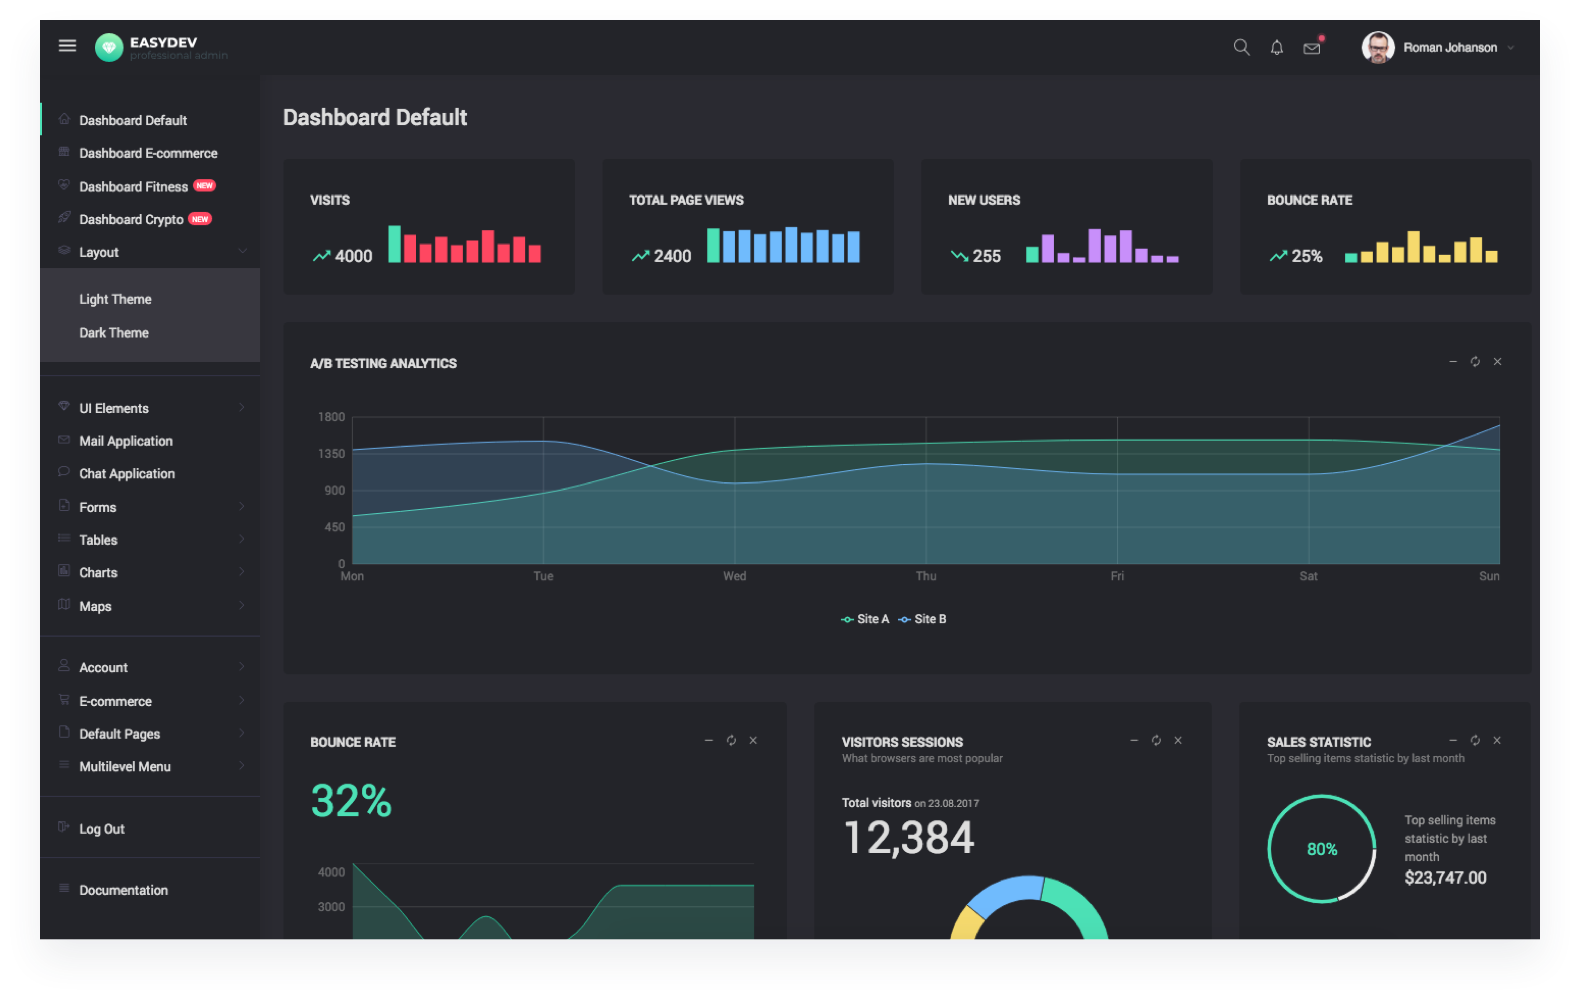 EASYDEV
professional admin
Roman Johanson
Dashboard Default
Dashboard E-commerce
Dashboard Fitness NEW
Dashboard Crypto NEW
Layout
Light Theme
Dark Theme
UI Elements
Mail Application
Chat Application
Forms
Tables
Charts
Maps
Account
E-commerce
Default Pages
Multilevel Menu
Log Out
Documentation
Dashboard Default
VISITS
4000
TOTAL PAGE VIEWS
2400
NEW USERS
255
BOUNCE RATE
25%
A/B TESTING ANALYTICS
1800
1350
900
450
0
Mon Tue Wed Thu Fri Sat Sun
Site A Site B
BOUNCE RATE
32%
4000
3000
VISITORS SESSIONS
What browsers are most popular
Total visitors on 23.08.2017
12,384
SALES STATISTIC
Top selling items statistic by last month
80%
Top selling items
statistic by last
month
$23,747.00